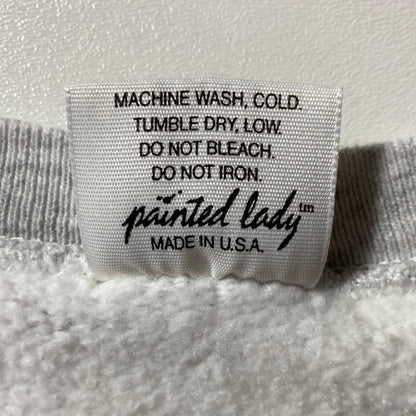 MACHINE WASH, COLD.
TUMBLE DRY, LOW.
DO NOT BLEACH.
DO NOT IRON.
painted lady™
MADE IN U.S.A.